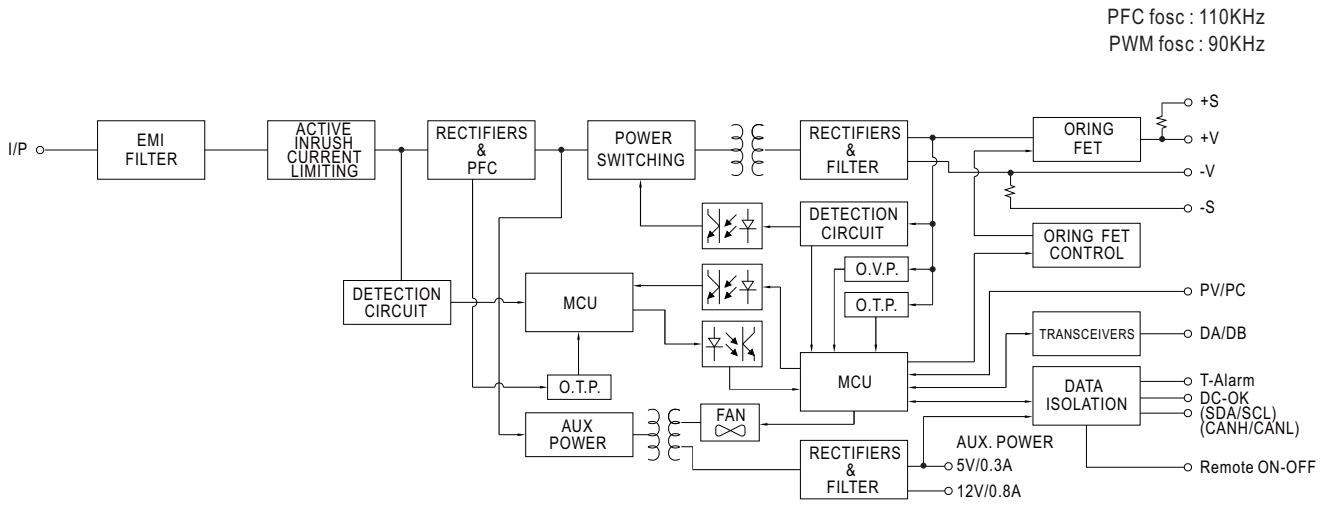 PFC fosc : 110KHz
PWM fosc : 90KHz
I/P
EMI
FILTER
ACTIVE
INRUSH
CURRENT
LIMITING
RECTIFIERS
&
PFC
POWER
SWITCHING
RECTIFIERS
&
FILTER
ORING
FET
+S
+V
-V
-S
DETECTION
CIRCUIT
ORING FET
CONTROL
O.V.P.
O.T.P.
DETECTION
CIRCUIT
MCU
PV/PC
TRANSCEIVERS
DA/DB
MCU
O.T.P.
DATA
ISOLATION
T-Alarm
DC-OK
(SDA/SCL)
(CANH/CANL)
AUX
POWER
FAN
RECTIFIERS
&
FILTER
AUX. POWER
5V/0.3A
12V/0.8A
Remote ON-OFF